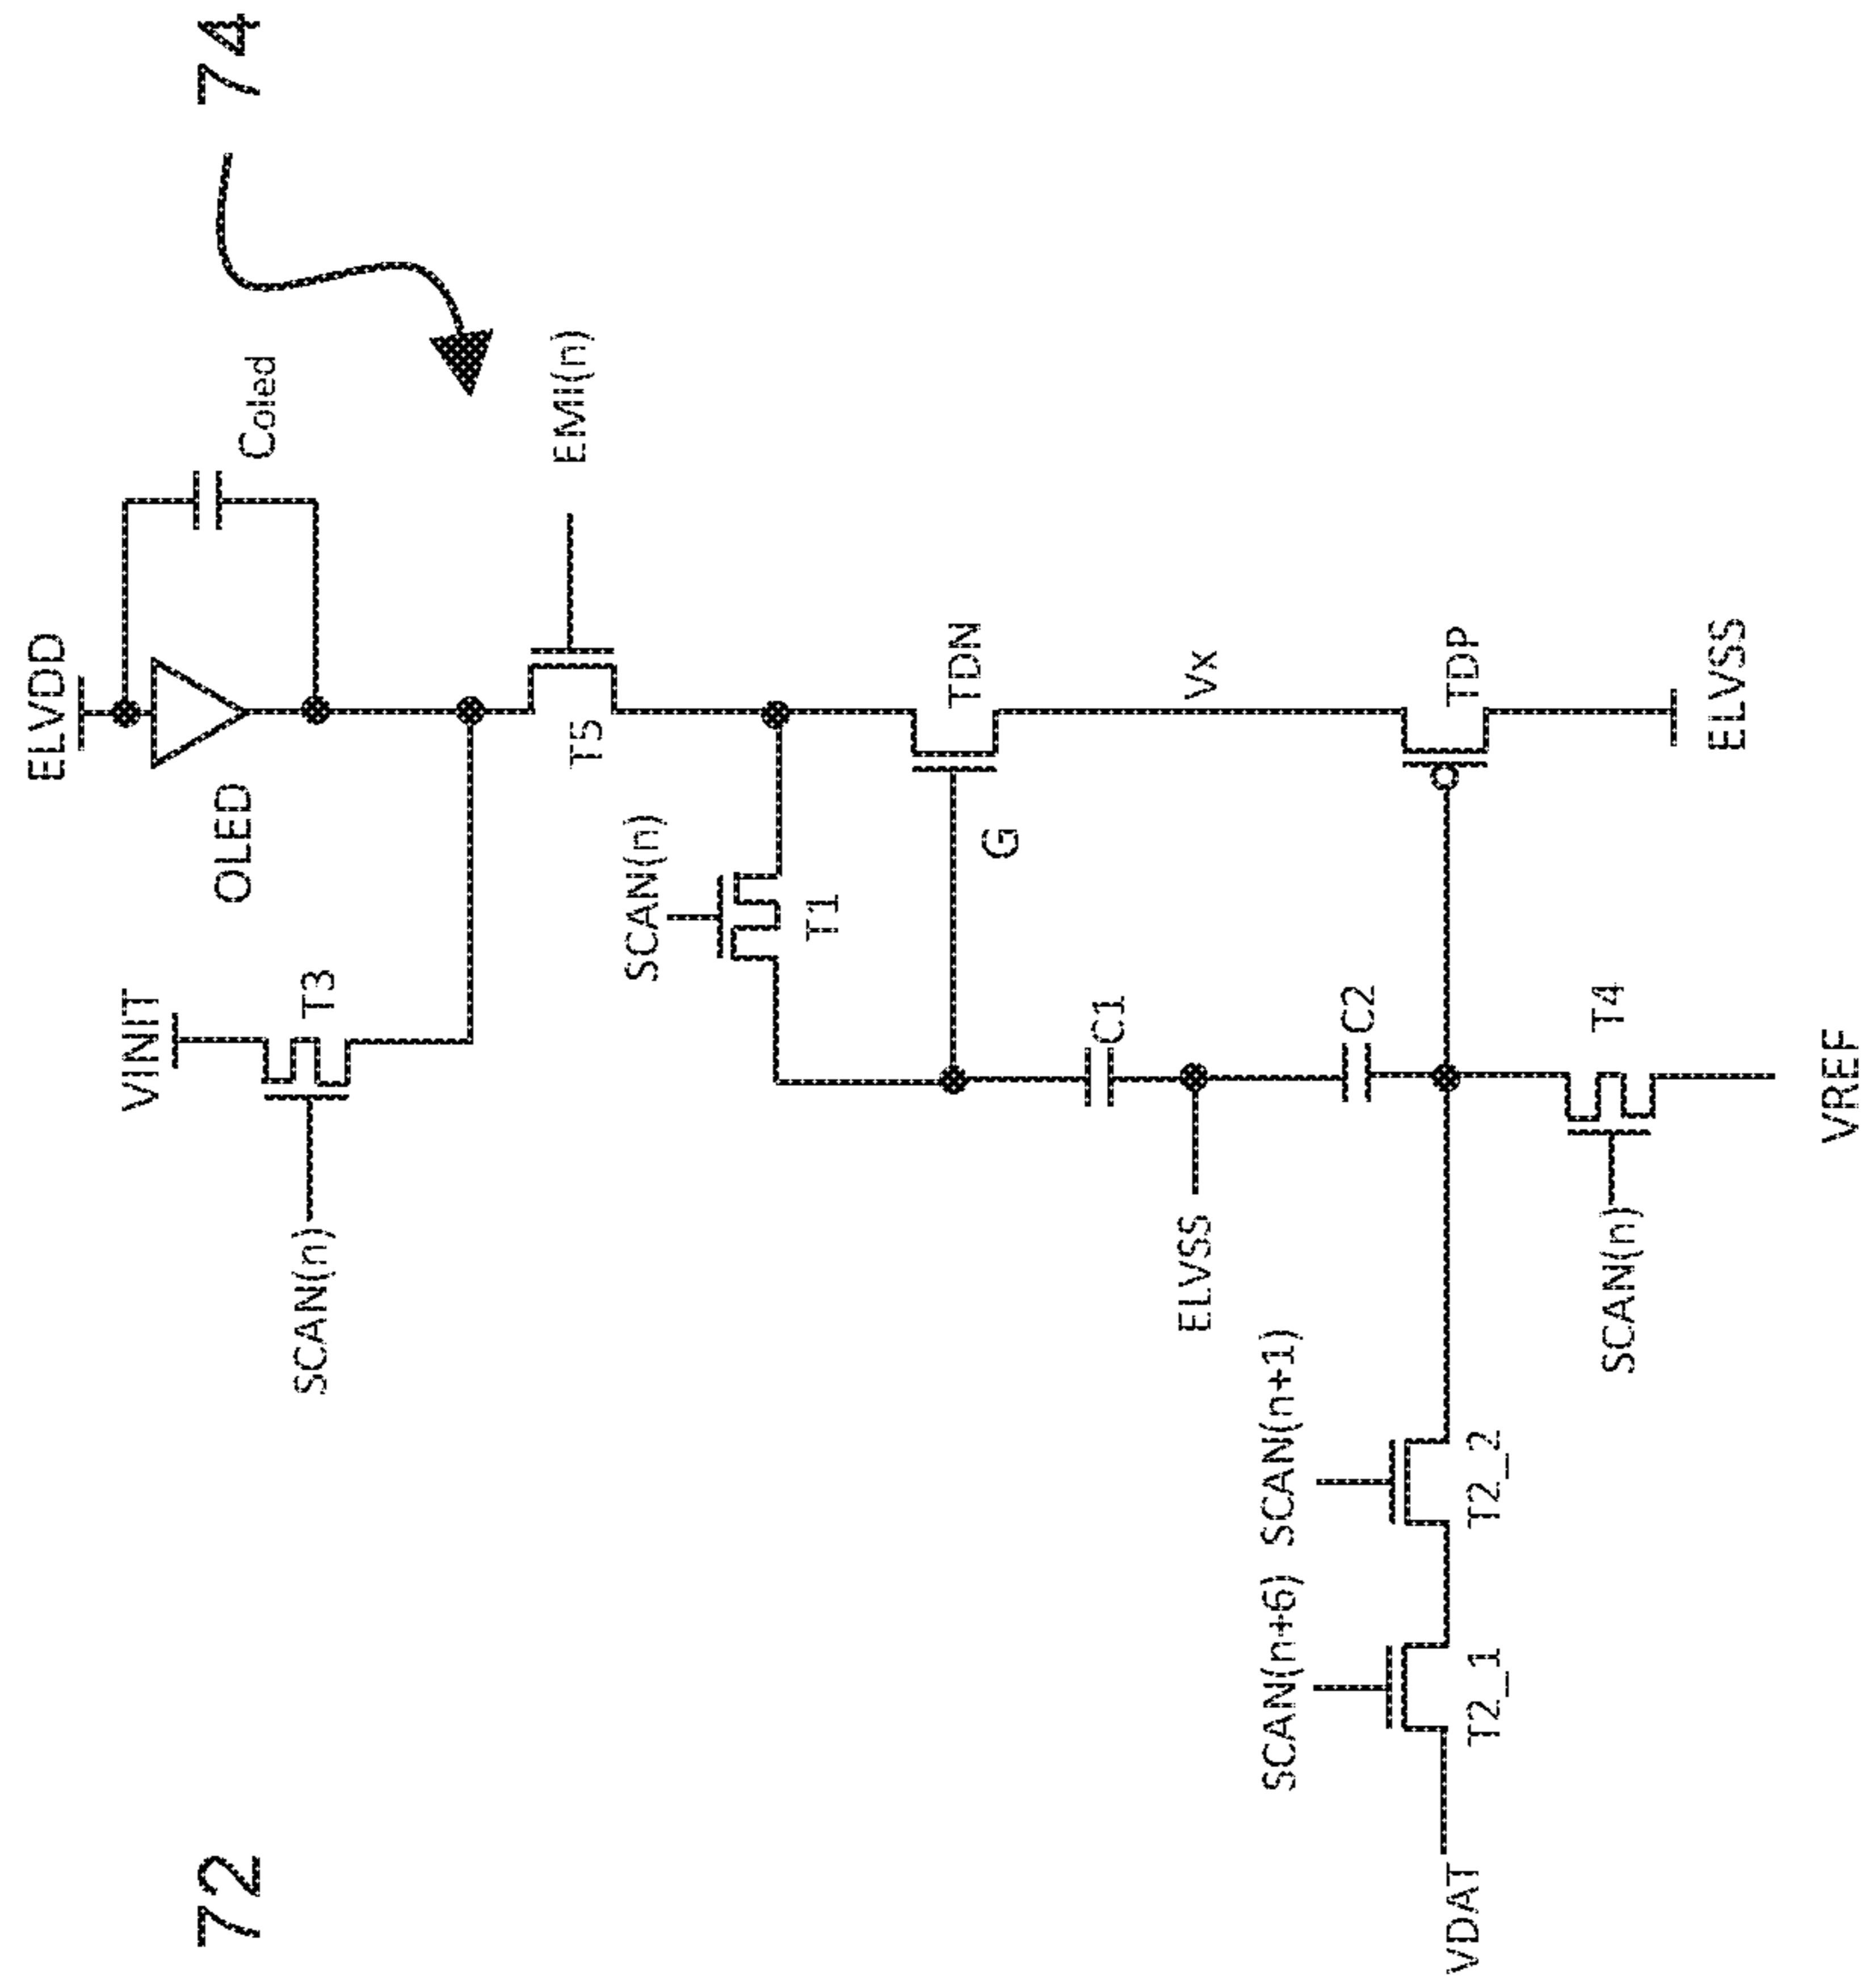 72
74
ELVDD
VINIT
OLED
Coled
SCAN(n)
T3
T5
EMI(n)
SCAN(n)
T1
TDN
G
Vx
C1
ELVSS
C2
SCAN(n+6) SCAN(n+1)
TDP
VDAT
T2_1
T2_2
SCAN(n)
T4
ELVSS
VREF